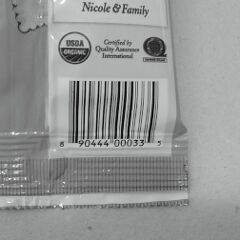 Nicole & Family
USDA
ORGANIC
Certified by
Quality Assurance
International
8 90444 00033 5